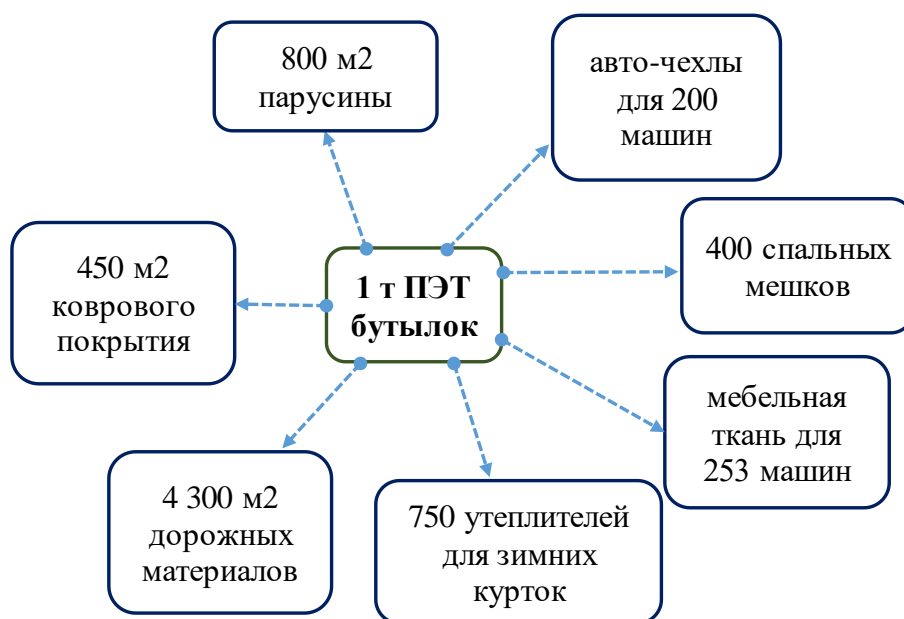 800 м2
парусины
авто-чехлы
для 200
машин
450 м2
коврового
покрытия
1 т ПЭТ
бутылок
400 спальных
мешков
мебельная
ткань для
253 машин
4 300 м2
дорожных
материалов
750 утеплителей
для зимних
курток